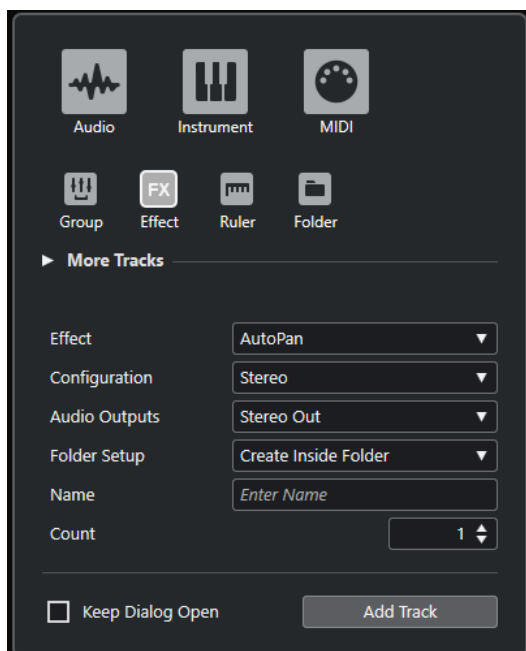 Audio Instrument MIDI
FX
Group Effect Ruler Folder
More Tracks
Effect AutoPan
Configuration Stereo
Audio Outputs Stereo Out
Folder Setup Create Inside Folder
Name Enter Name
Count 1
Keep Dialog Open Add Track